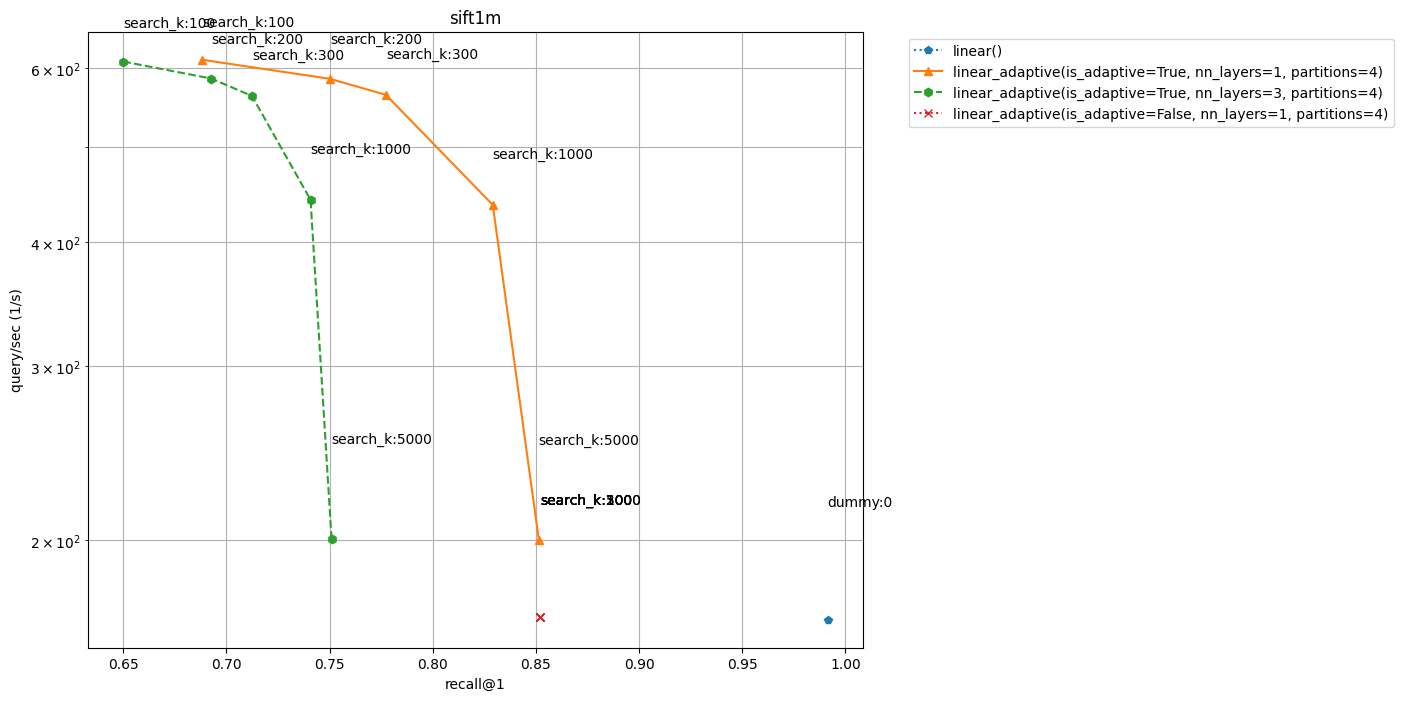 sift1m
search_k:100
search_k:100
search_k:200
search_k:200
search_k:300
search_k:300
search_k:1000
search_k:1000
search_k:5000
search_k:5000
dummy:0
6 × 10²
4 × 10²
3 × 10²
2 × 10²
query/sec (1/s)
0.65 0.70 0.75 0.80 0.85 0.90 0.95 1.00
recall@1
linear()
linear_adaptive(is_adaptive=True, nn_layers=1, partitions=4)
linear_adaptive(is_adaptive=True, nn_layers=3, partitions=4)
linear_adaptive(is_adaptive=False, nn_layers=1, partitions=4)